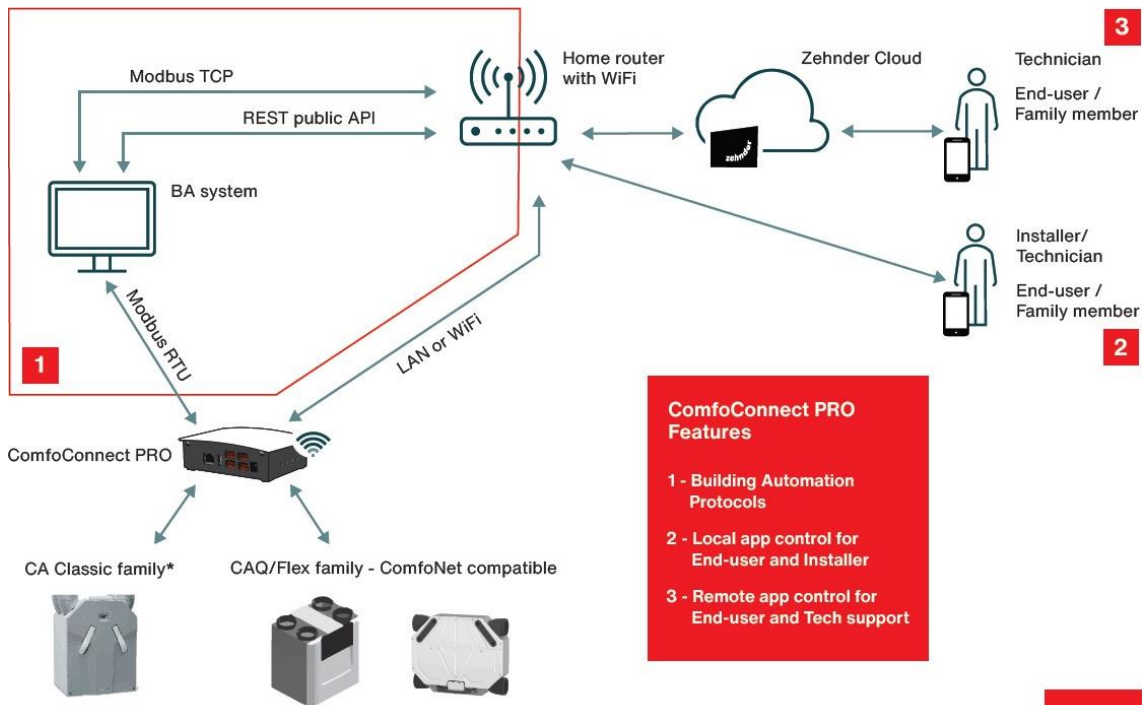 3
Modbus TCP
Home router
with WiFi
Zehnder Cloud
Technician
REST public API
End-user /
Family member
zehnder
BA system
Installer/
Technician
End-user /
Family member
Modbus RTU
LAN or WiFi
1
2
ComfoConnect PRO
ComfoConnect PRO
Features
1 - Building Automation
Protocols
2 - Local app control for
End-user and Installer
3 - Remote app control for
End-user and Tech support
CA Classic family*
CAQ/Flex family - ComfoNet compatible